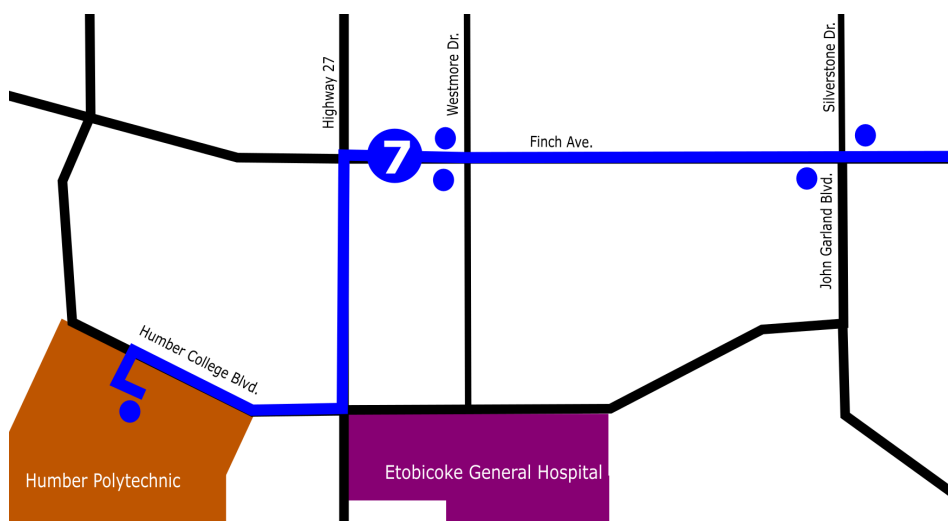 Highway 27
Westmore Dr.
Silverstone Dr.
7
Finch Ave.
John Garland Blvd.
Humber College Blvd.
Humber Polytechnic
Etobicoke General Hospital